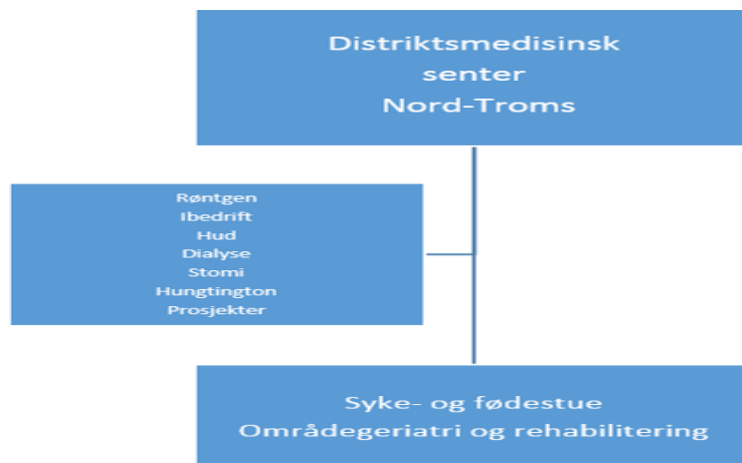 Distriktsmedisinsk
senter
Nord-Troms
Røntgen
Ibedrift
Hud
Dialyse
Stomi
Hungtington
Prosjekter
Syke- og fødestue
Områdegeriatri og rehabilitering